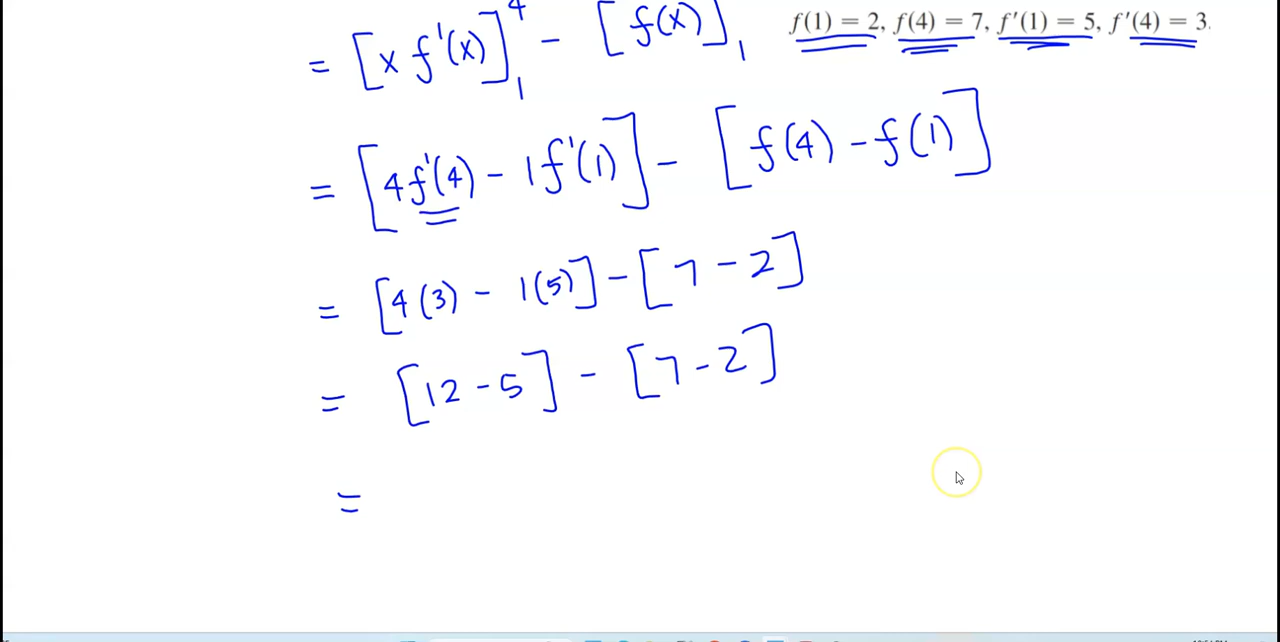 f(1) = 2, f(4) = 7, f'(1) = 5, f'(4) = 3.
= [x f'(x)]₁⁴ - [f(x)]₁
= [4f'(4) - 1f'(1)] - [f(4) - f(1)]
= [4(3) - 1(5)] - [7 - 2]
= [12 - 5] - [7 - 2]
=